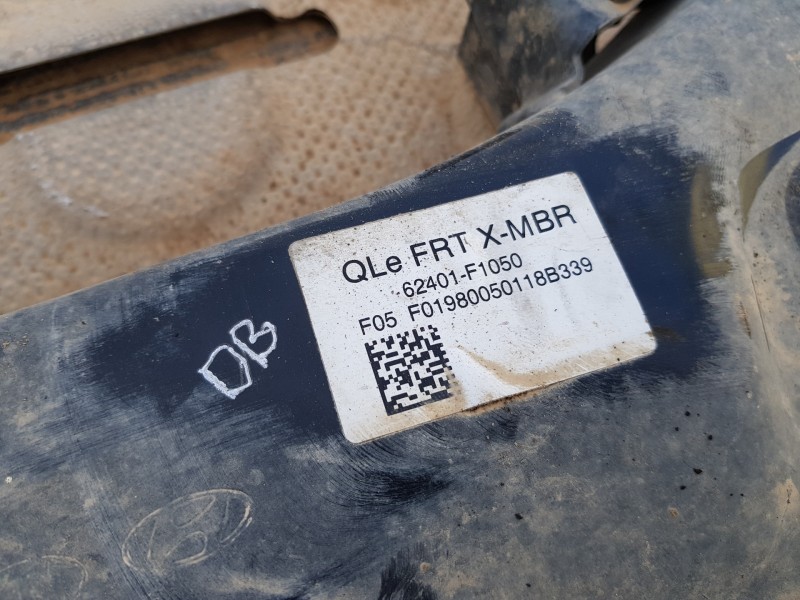 QLe FRT X-MBR
62401-F1050
F05 F01980050118B339
DB